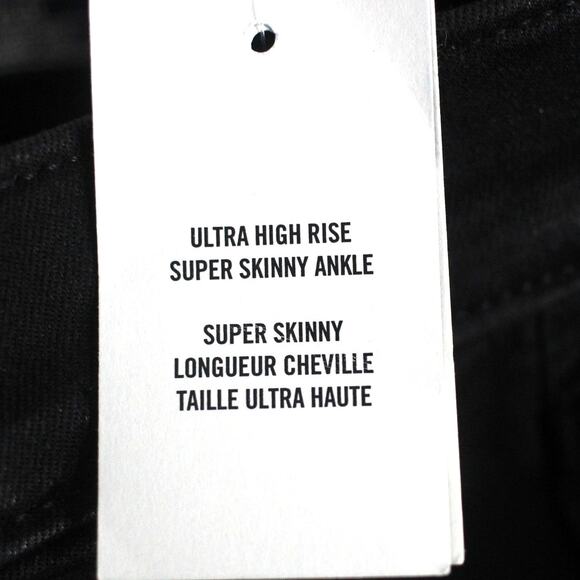 ULTRA HIGH RISE
SUPER SKINNY ANKLE
SUPER SKINNY
LONGUEUR CHEVILLE
TAILLE ULTRA HAUTE